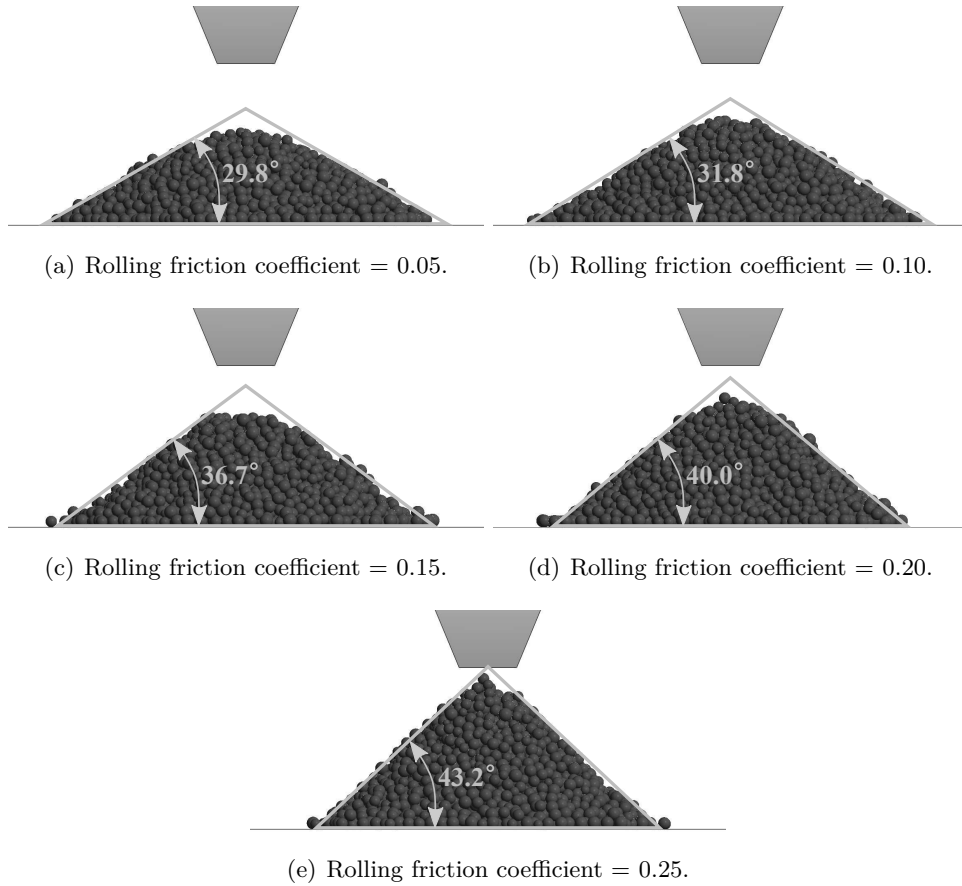 29.8°
31.8°
(a) Rolling friction coefficient = 0.05.
(b) Rolling friction coefficient = 0.10.
36.7°
40.0°
(c) Rolling friction coefficient = 0.15.
(d) Rolling friction coefficient = 0.20.
43.2°
(e) Rolling friction coefficient = 0.25.